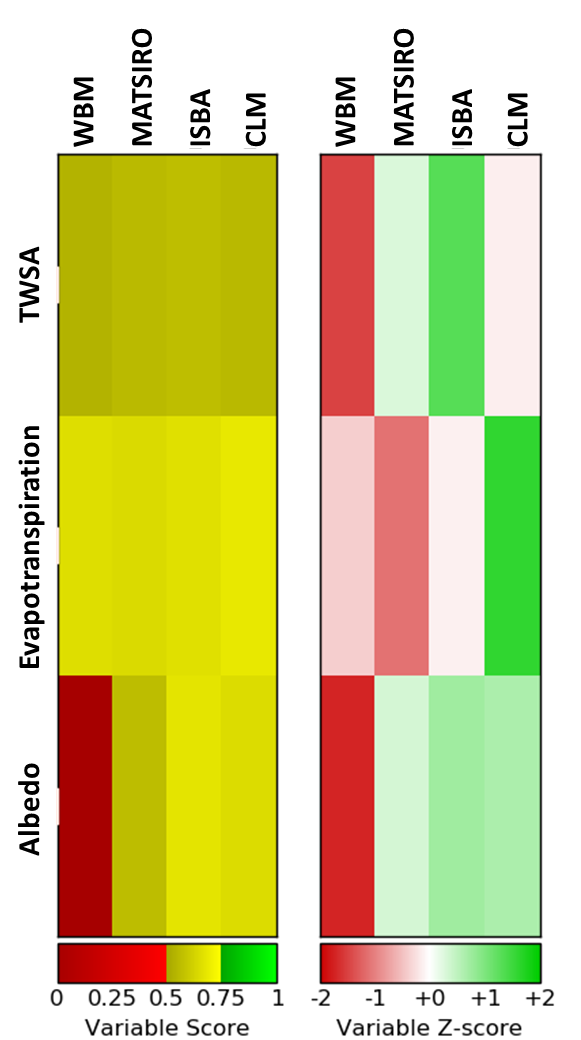 WBM MATSIRO ISBA CLM WBM MATSIRO ISBA CLM
TWSA
Evapotranspiration
Albedo
0 0.25 0.5 0.75 1 -2 -1 +0 +1 +2
Variable Score Variable Z-score